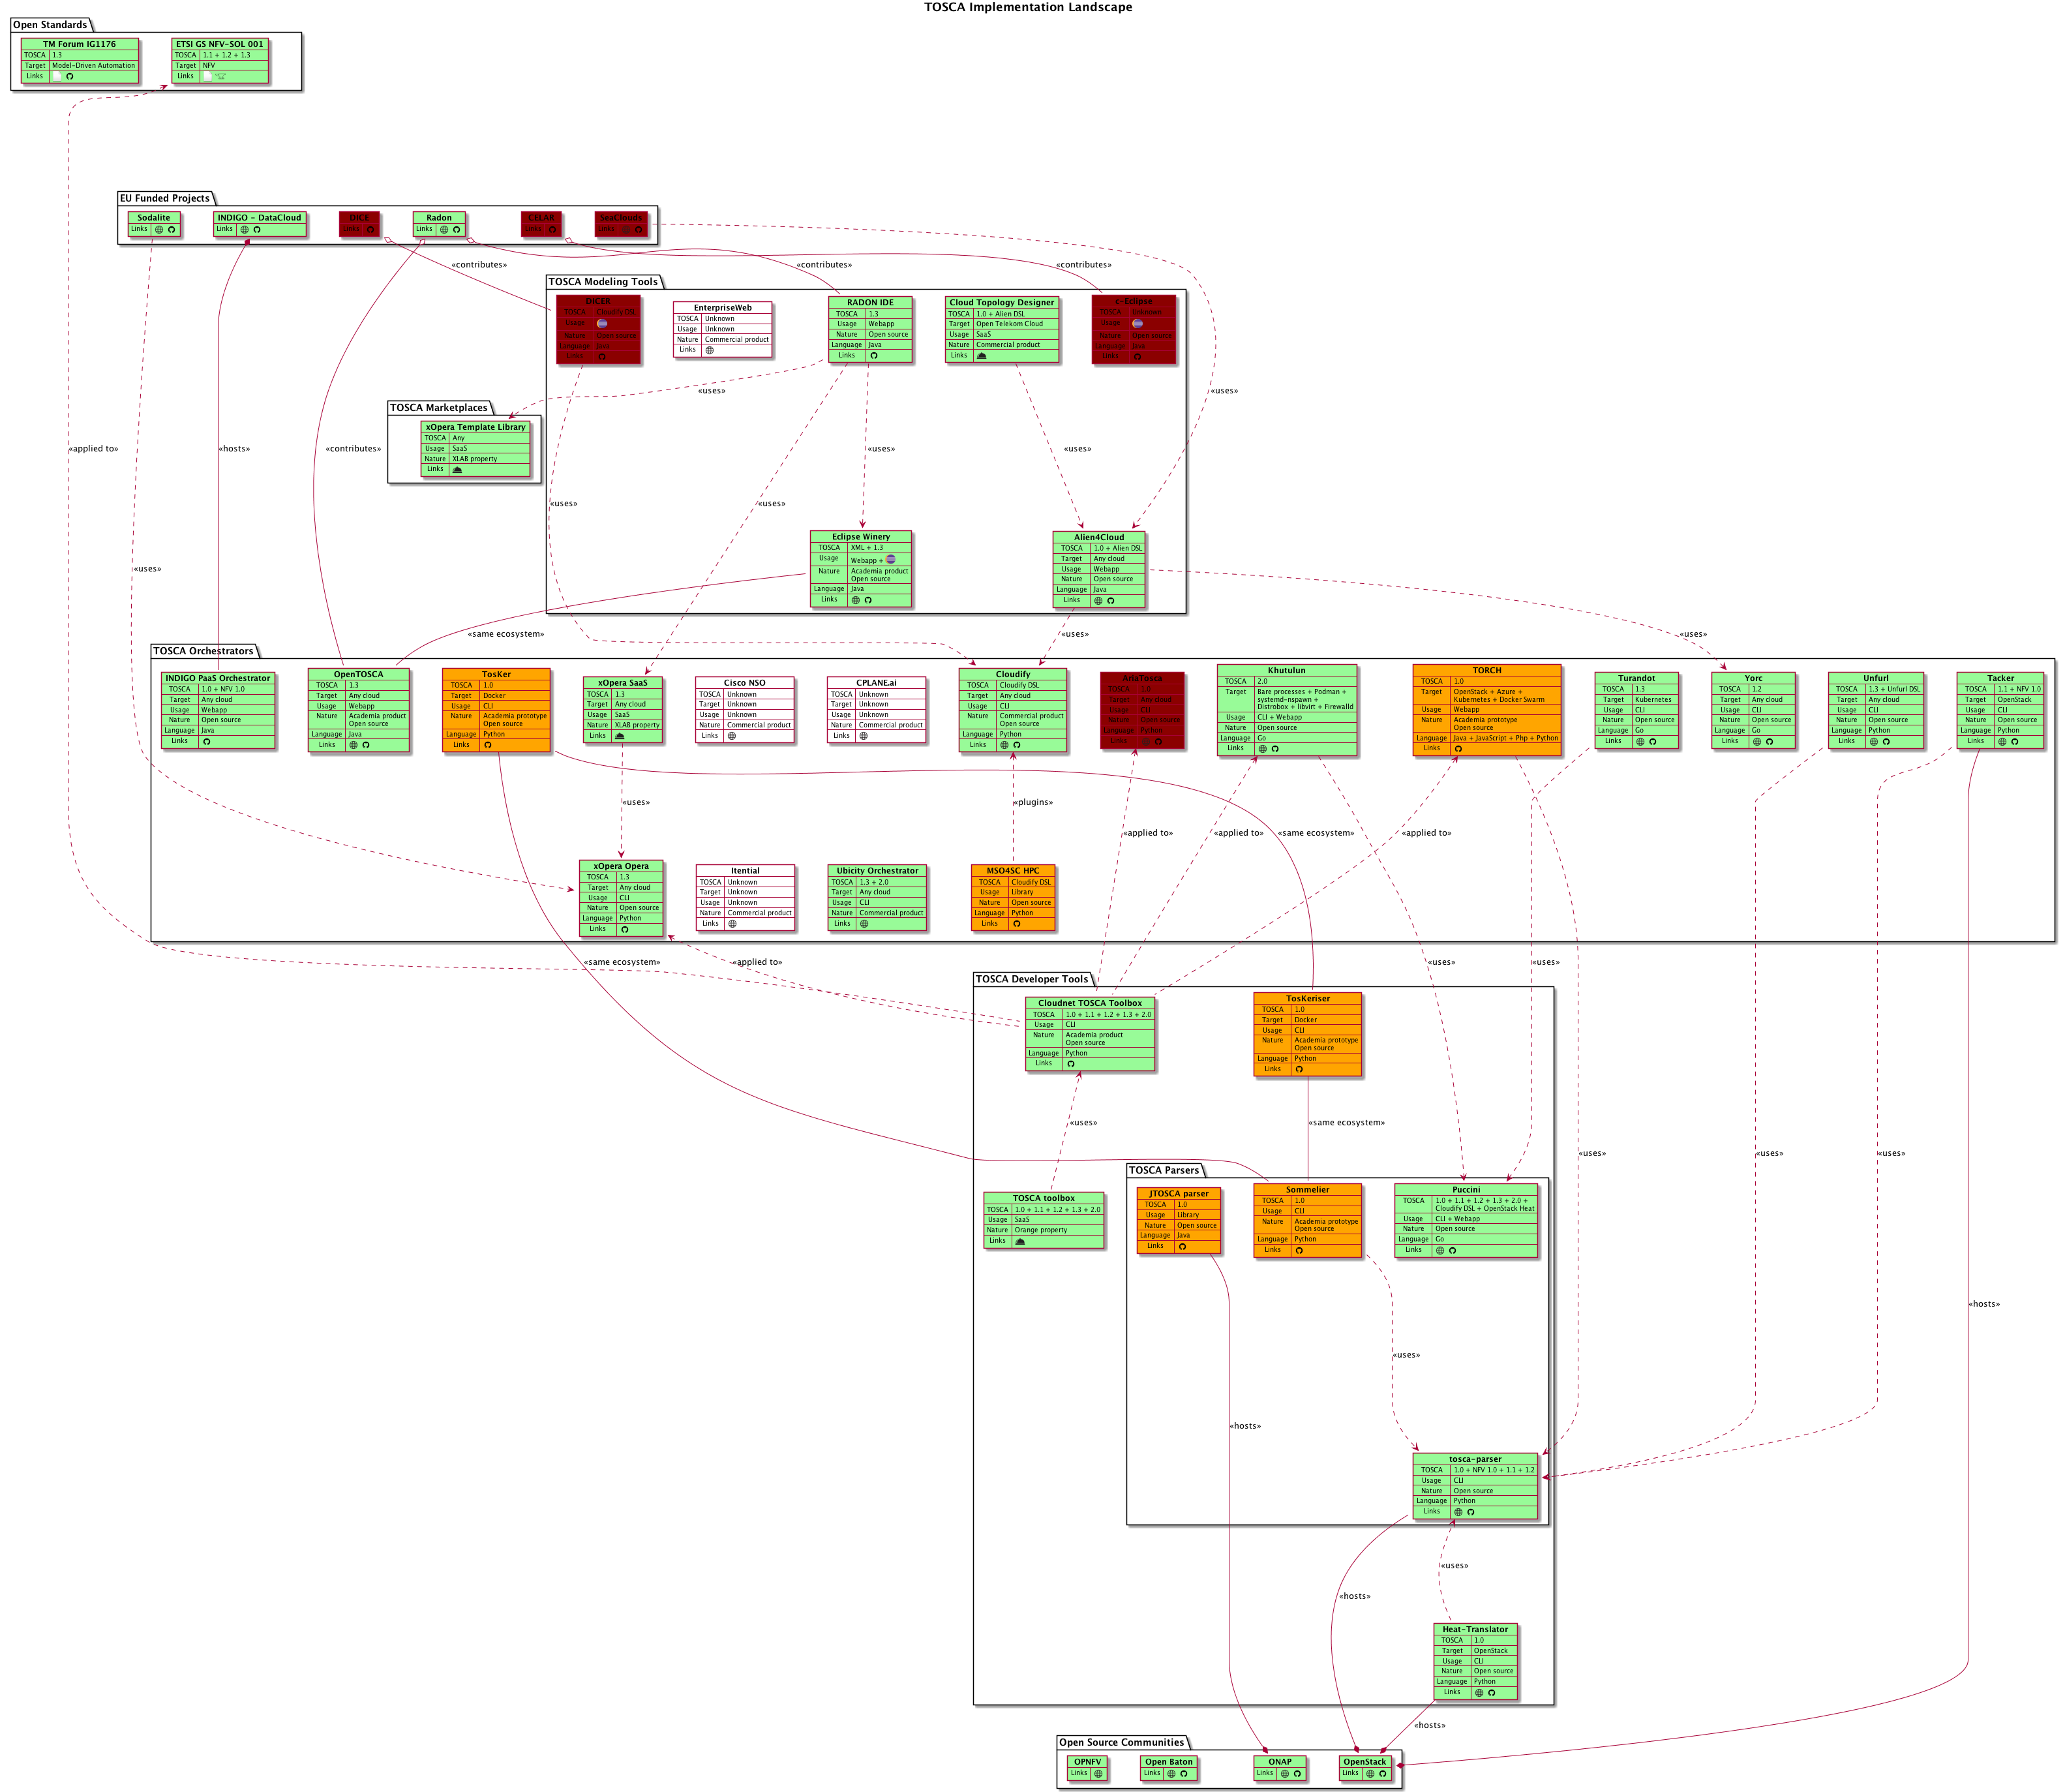 TOSCA Implementation Landscape
Open Standards
TM Forum IG1176
TOSCA 1.3
Target Model-Driven Automation
Links
ETSI GS NFV-SOL 001
TOSCA 1.1 + 1.2 + 1.3
Target NFV
Links
EU Funded Projects
Sodalite
Links
INDIGO - DataCloud
Links
DICE
Links
Radon
Links
CELAR
Links
SeaClouds
Links
«contributes»
«contributes»
«contributes»
TOSCA Modeling Tools
DICER
TOSCA Cloudify DSL
Usage
Nature Open source
Language Java
Links
EnterpriseWeb
TOSCA Unknown
Usage Unknown
Nature Commercial product
Links
RADON IDE
TOSCA 1.3
Usage Webapp
Nature Open source
Language Java
Links
Cloud Topology Designer
TOSCA 1.0 + Alien DSL
Target Open Telekom Cloud
Usage SaaS
Nature Commercial product
Links
c-Eclipse
TOSCA Unknown
Usage
Nature Open source
Language Java
Links
«uses»
«uses»
TOSCA Marketplaces
xOpera Template Library
TOSCA Any
Usage SaaS
Nature XLAB property
Links
«applied to»
«hosts»
«contributes»
«uses»
«uses»
«uses»
«uses»
«uses»
Eclipse Winery
TOSCA XML + 1.3
Usage Webapp +
Nature Academia product
Open source
Language Java
Links
Alien4Cloud
TOSCA 1.0 + Alien DSL
Target Any cloud
Usage Webapp
Nature Open source
Language Java
Links
«same ecosystem»
«uses»
«uses»
TOSCA Orchestrators
INDIGO PaaS Orchestrator
TOSCA 1.0 + NFV 1.0
Target Any cloud
Usage Webapp
Nature Open source
Language Java
Links
OpenTOSCA
TOSCA 1.3
Target Any cloud
Usage Webapp
Nature Academia product
Open source
Language Java
Links
TosKer
TOSCA 1.0
Target Docker
Usage CLI
Nature Academia prototype
Open source
Language Python
Links
xOpera SaaS
TOSCA 1.3
Target Any cloud
Usage SaaS
Nature XLAB property
Links
Cisco NSO
TOSCA Unknown
Target Unknown
Usage Unknown
Nature Commercial product
Links
CPLANE.ai
TOSCA Unknown
Target Unknown
Usage Unknown
Nature Commercial product
Links
Cloudify
TOSCA Cloudify DSL
Target Any cloud
Usage CLI
Nature Commercial product
Open source
Language Python
Links
AriaTosca
TOSCA 1.0
Target Any cloud
Usage CLI
Nature Open source
Language Python
Links
Khutulun
TOSCA 2.0
Target Bare processes + Podman +
systemd-nspawn +
Distrobox + libvirt + Firewalld
Usage CLI + Webapp
Nature Open source
Language Go
Links
TORCH
TOSCA 1.0
Target OpenStack + Azure +
Kubernetes + Docker Swarm
Usage Webapp
Nature Academia prototype
Open source
Language Java + JavaScript + Php + Python
Links
Turandot
TOSCA 1.3
Target Kubernetes
Usage CLI
Nature Open source
Language Go
Links
Yorc
TOSCA 1.2
Target Any cloud
Usage CLI
Nature Open source
Language Go
Links
Unfurl
TOSCA 1.3 + Unfurl DSL
Target Any cloud
Usage CLI
Nature Open source
Language Python
Links
Tacker
TOSCA 1.1 + NFV 1.0
Target OpenStack
Usage CLI
Nature Open source
Language Python
Links
«uses»
«plugins»
«applied to»
«applied to»
«same ecosystem»
«applied to»
xOpera Opera
TOSCA 1.3
Target Any cloud
Usage CLI
Nature Open source
Language Python
Links
Itential
TOSCA Unknown
Target Unknown
Usage Unknown
Nature Commercial product
Links
Ubicity Orchestrator
TOSCA 1.3 + 2.0
Target Any cloud
Usage CLI
Nature Commercial product
Links
MSO4SC HPC
TOSCA Cloudify DSL
Usage Library
Nature Open source
Language Python
Links
«same ecosystem»
«applied to»
«uses»
«uses»
TOSCA Developer Tools
Cloudnet TOSCA Toolbox
TOSCA 1.0 + 1.1 + 1.2 + 1.3 + 2.0
Usage CLI
Nature Academia product
Open source
Language Python
Links
TosKeriser
TOSCA 1.0
Target Docker
Usage CLI
Nature Academia prototype
Open source
Language Python
Links
«uses»
«same ecosystem»
«uses»
«uses»
«uses»
TOSCA Parsers
TOSCA toolbox
TOSCA 1.0 + 1.1 + 1.2 + 1.3 + 2.0
Usage SaaS
Nature Orange property
Links
JTOSCA parser
TOSCA 1.0
Usage Library
Nature Open source
Language Java
Links
Sommelier
TOSCA 1.0
Usage CLI
Nature Academia prototype
Open source
Language Python
Links
Puccini
TOSCA 1.0 + 1.1 + 1.2 + 1.3 + 2.0 +
Cloudify DSL + OpenStack Heat
Usage CLI + Webapp
Nature Open source
Language Go
Links
«hosts»
«uses»
«hosts»
tosca-parser
TOSCA 1.0 + NFV 1.0 + 1.1 + 1.2
Usage CLI
Nature Open source
Language Python
Links
«uses»
«hosts»
Heat-Translator
TOSCA 1.0
Target OpenStack
Usage CLI
Nature Open source
Language Python
Links
«hosts»
Open Source Communities
OPNFV
Links
Open Baton
Links
ONAP
Links
OpenStack
Links